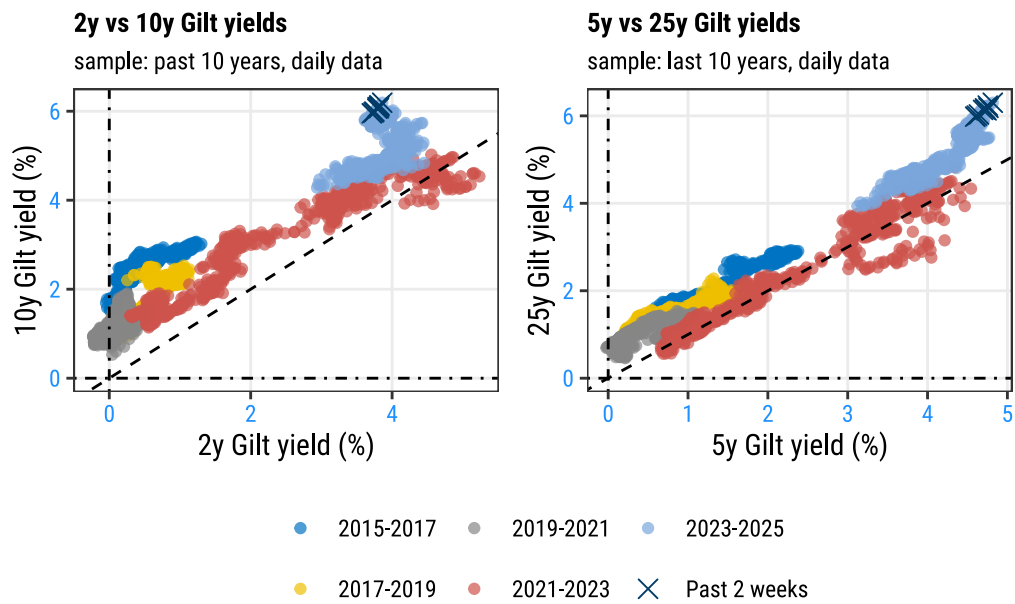 2y vs 10y Gilt yields
sample: past 10 years, daily data
10y Gilt yield (%)
6
4
2
0
0 2 4
2y Gilt yield (%)
5y vs 25y Gilt yields
sample: last 10 years, daily data
25y Gilt yield (%)
6
4
2
0
0 1 2 3 4 5
5y Gilt yield (%)
2015-2017 2019-2021 2023-2025
2017-2019 2021-2023 Past 2 weeks